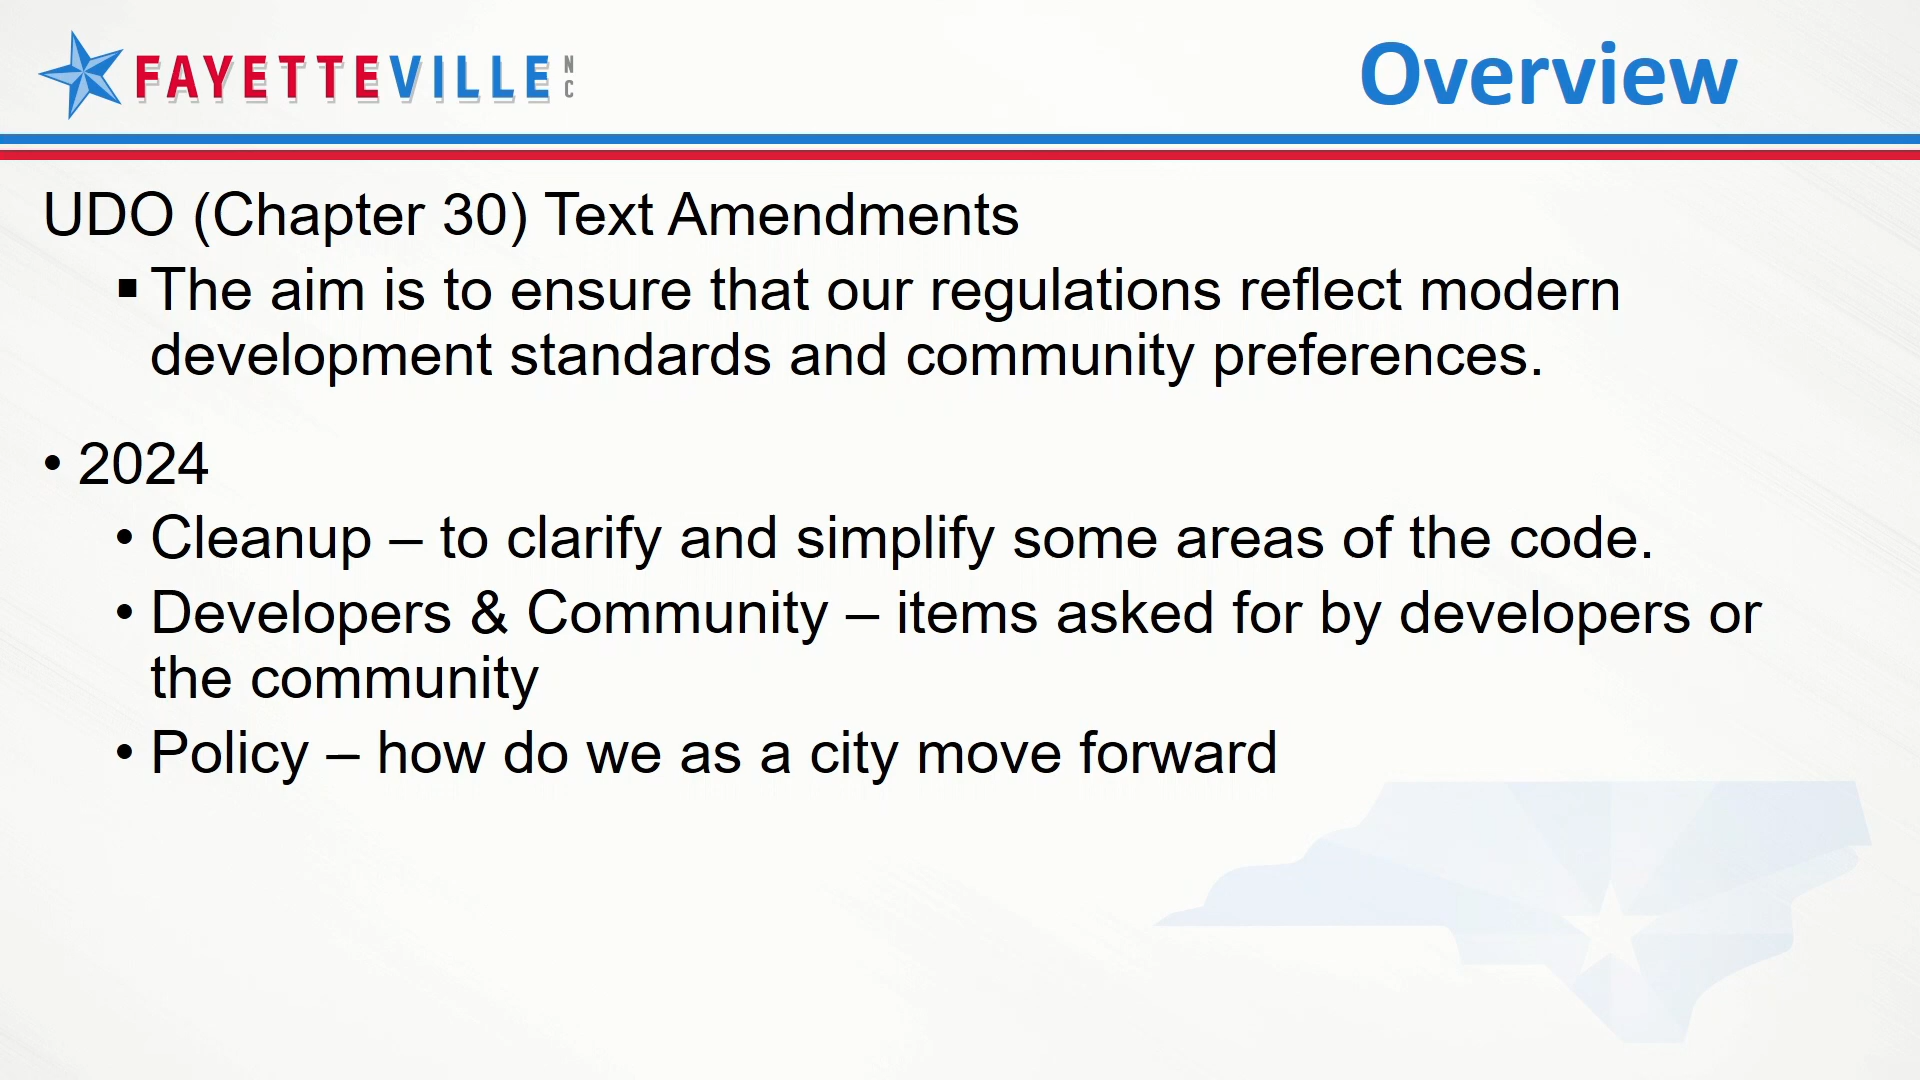 FAYETTEVILLE NC
Overview
UDO (Chapter 30) Text Amendments
▪ The aim is to ensure that our regulations reflect modern
development standards and community preferences.
• 2024
• Cleanup – to clarify and simplify some areas of the code.
• Developers & Community – items asked for by developers or
the community
• Policy – how do we as a city move forward